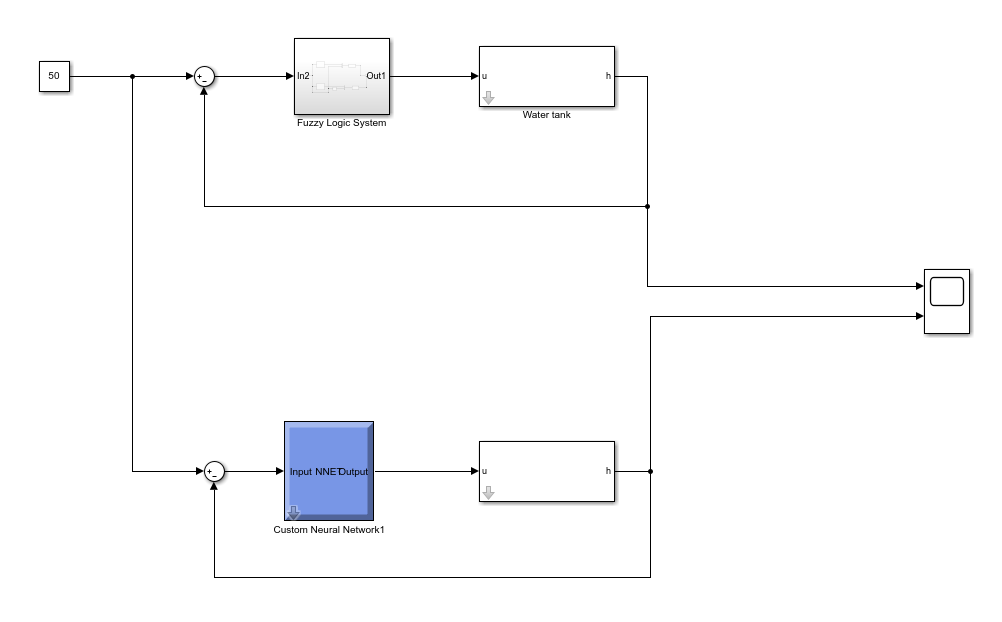 50
+
-
In2
Out1
Fuzzy Logic System
u
h
Water tank
+
-
Input NNET Output
Custom Neural Network1
u
h